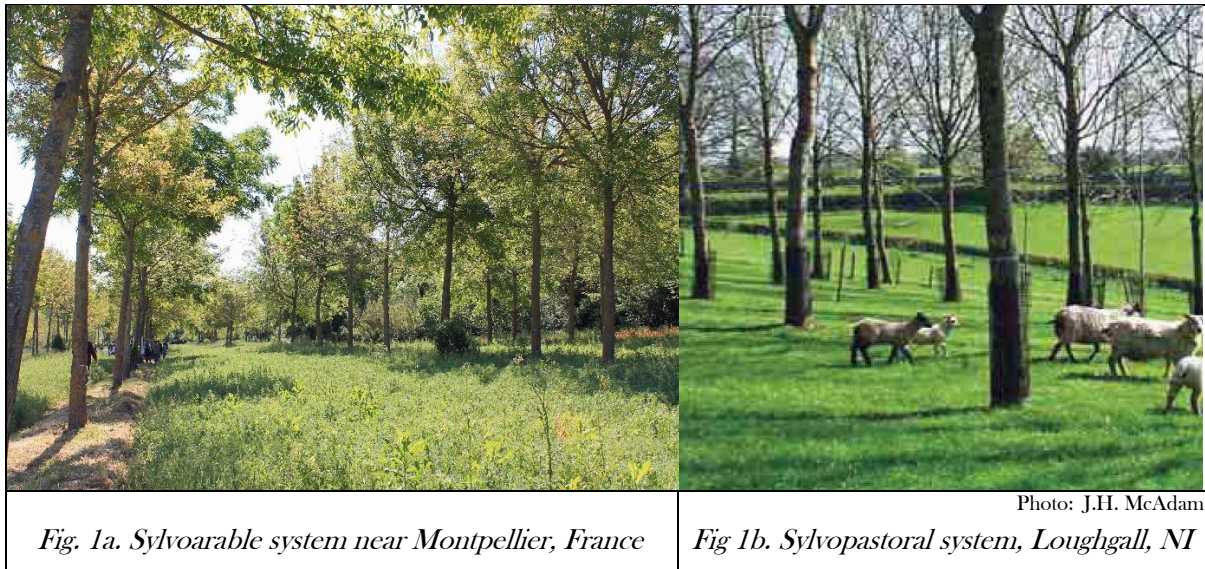 Photo: J.H. McAdam
Fig. 1a. Sylvoarable system near Montpellier, France
Fig 1b. Sylvopastoral system, Loughgall, NI